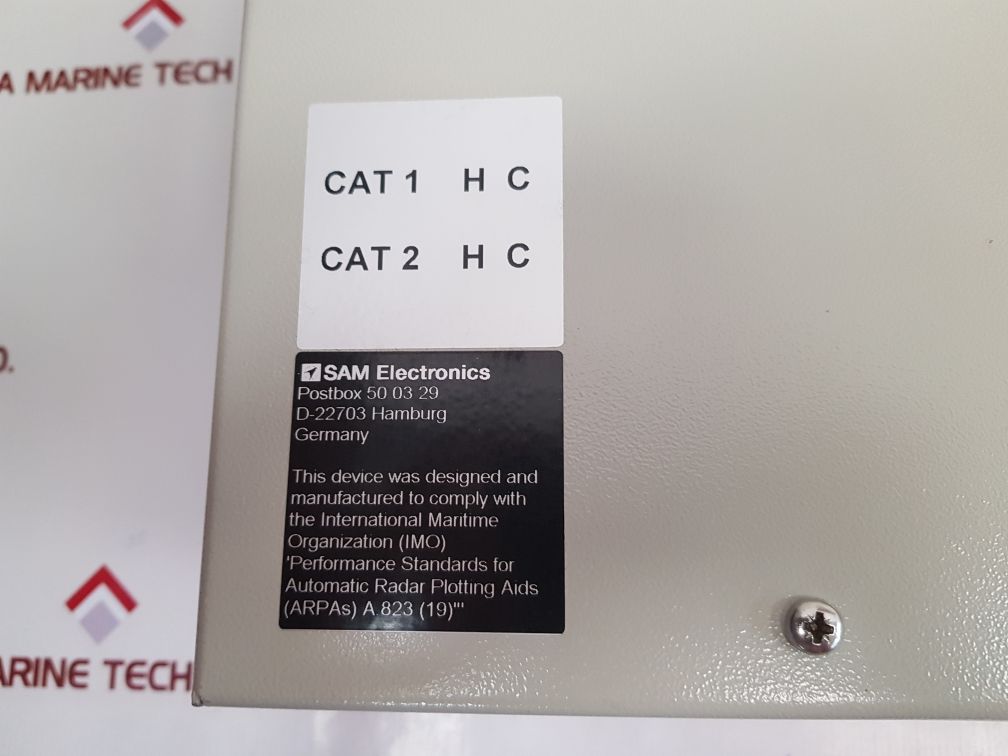 A MARINE TECH
CAT 1 H C
CAT 2 H C
D.
SAM Electronics
Postbox 50 03 29
D-22703 Hamburg
Germany
This device was designed and
manufactured to comply with
the International Maritime
Organization (IMO)
'Performance Standards for
Automatic Radar Plotting Aids
(ARPAs) A.823 (19)"'
ARINE TECH